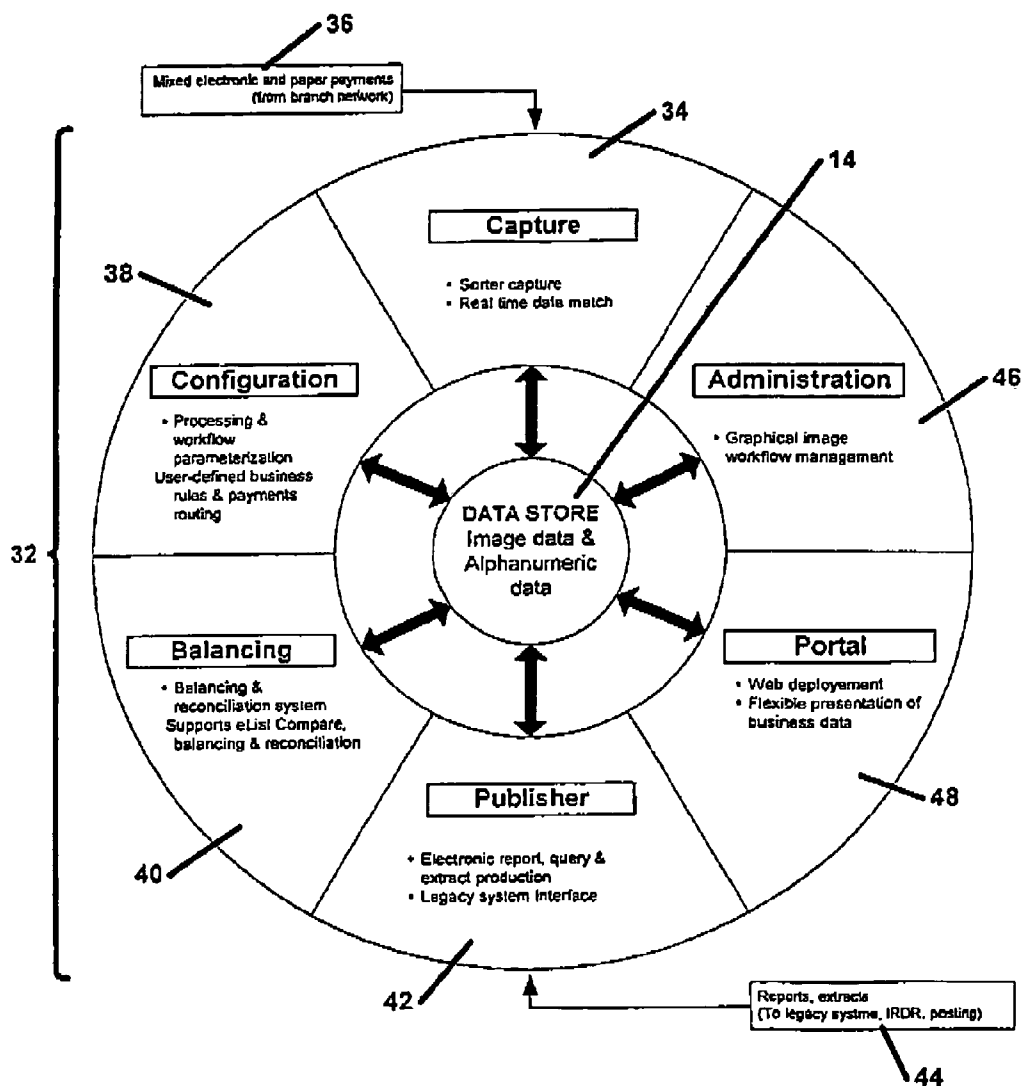 36
Mixed electronic and paper payments
(from branch network)
34
14
Capture
• Sorter capture
• Real time data match
38
Configuration
• Processing &
workflow
parameterization
User-defined business
rules & payments
routing
Administration
• Graphical image
workflow management
46
DATA STORE
Image data &
Alphanumeric
data
32
Balancing
• Balancing &
reconciliation system
Supports eList Compare,
balancing & reconciliation
Portal
• Web deployement
• Flexible presentation of
business data
48
Publisher
• Electronic report, query &
extract production
• Legacy system interface
40
42
Reports, extracts
(To legacy systme, IRDR, posting)
44